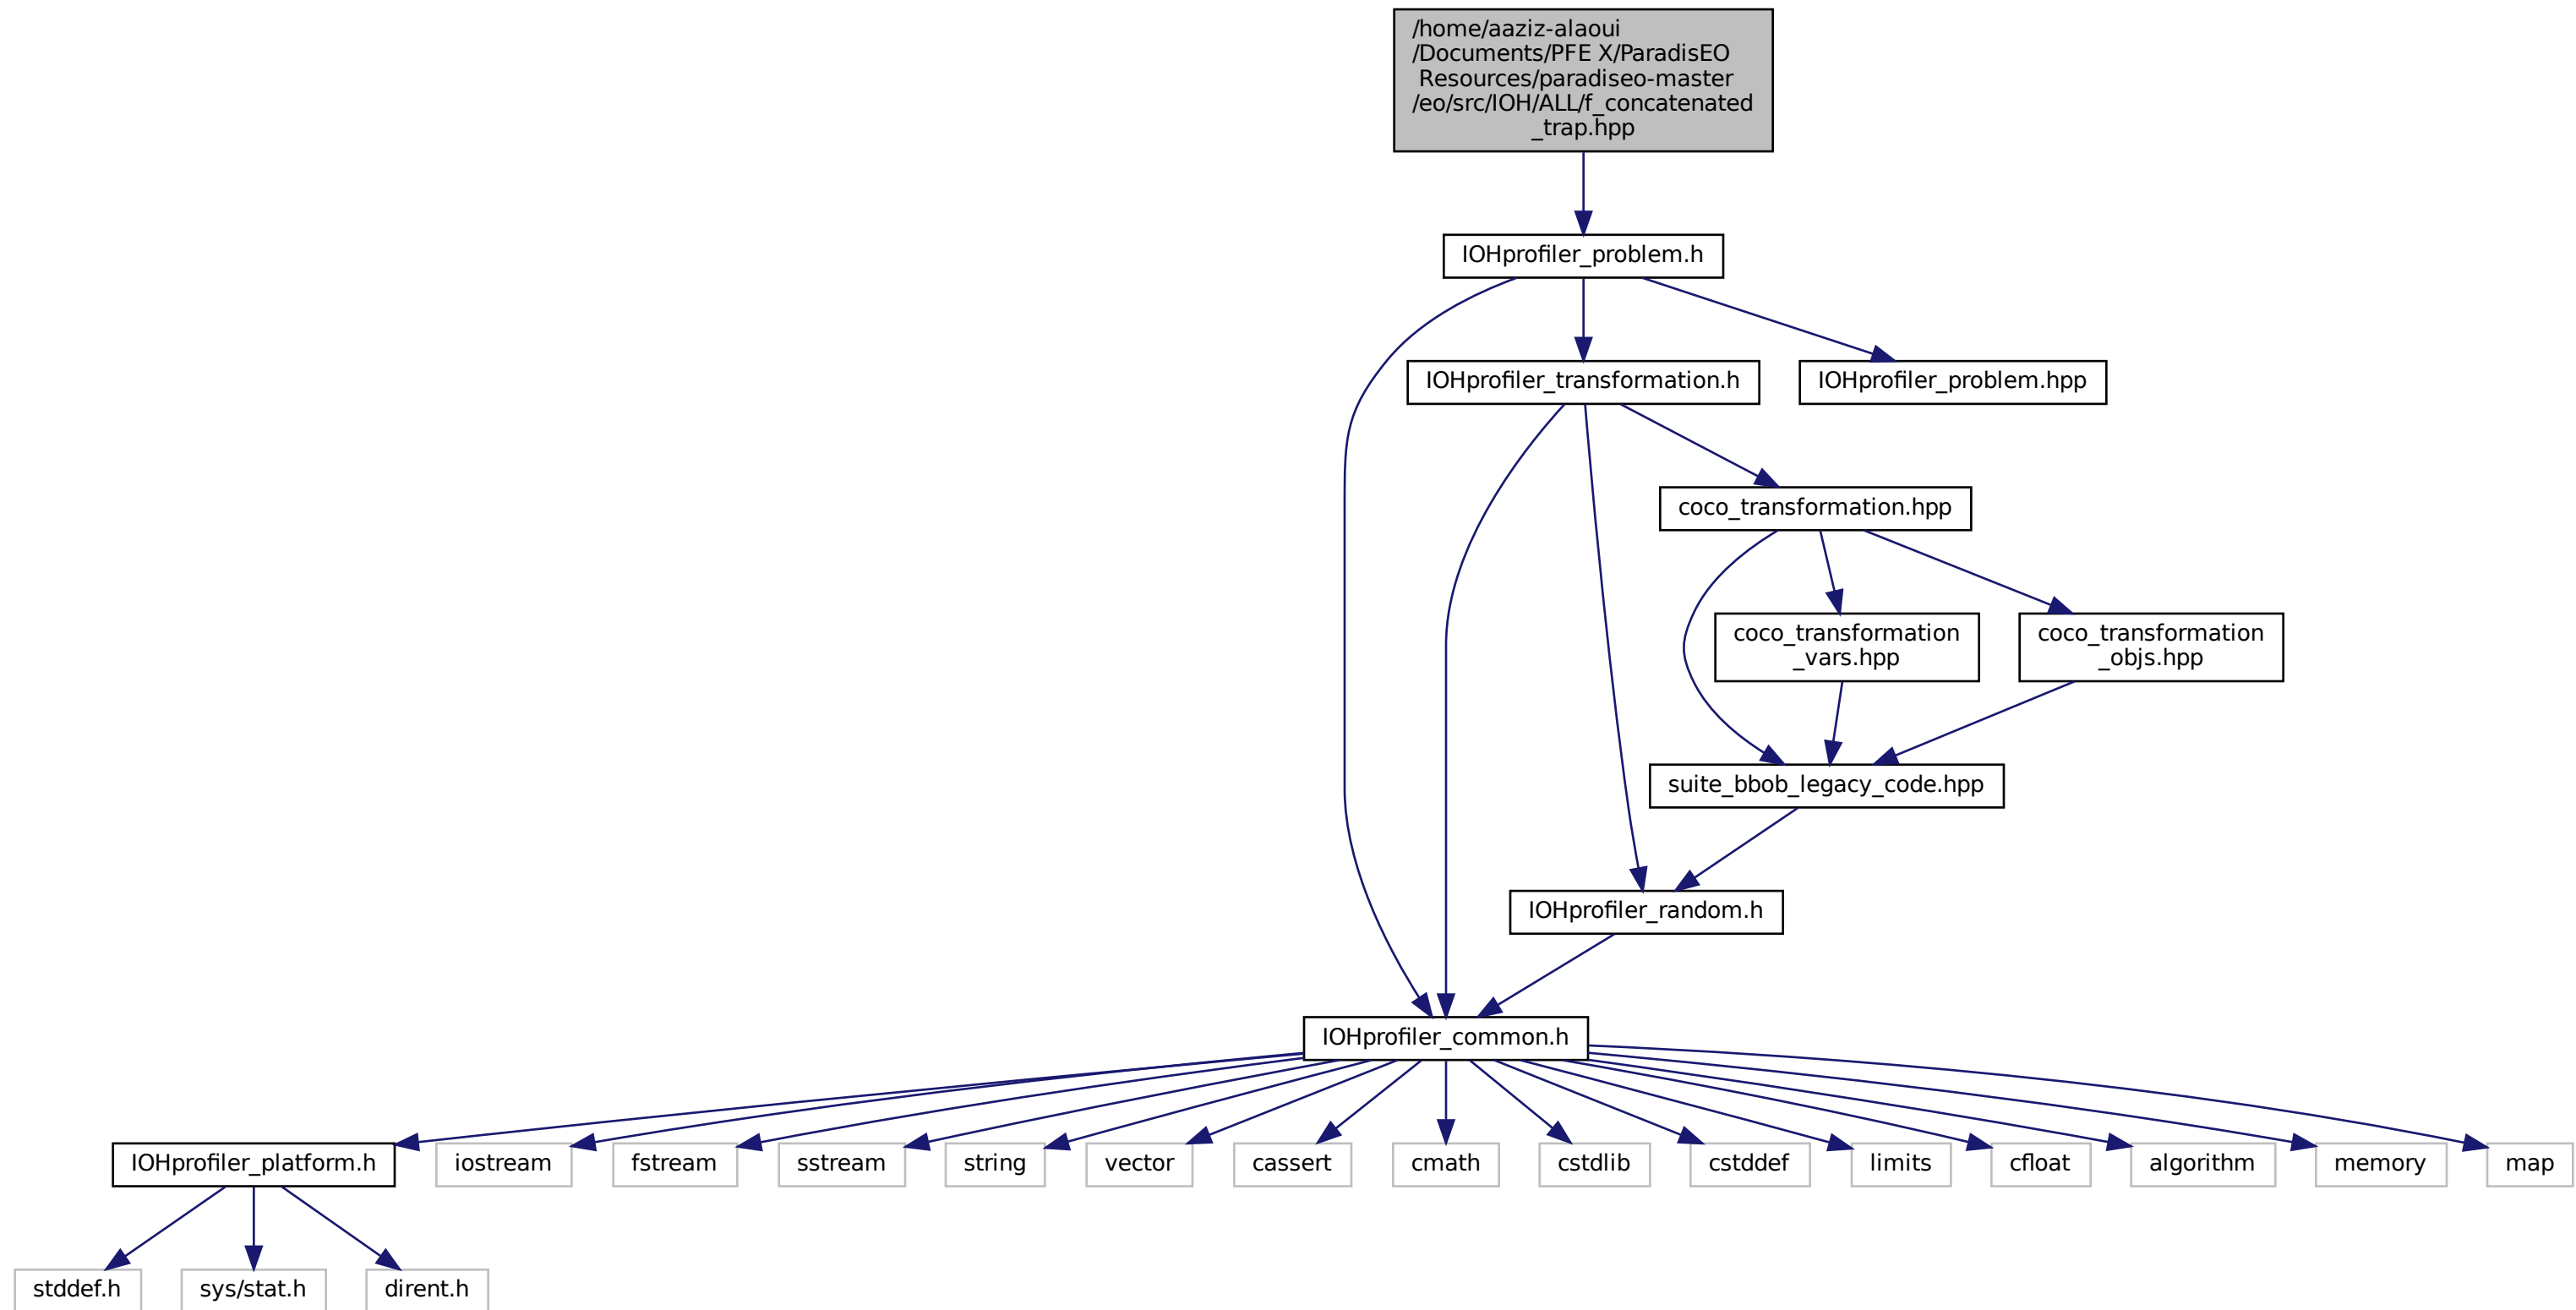 /home/aaziz-alaoui
/Documents/PFE X/ParadisEO
Resources/paradiseo-master
/eo/src/IOH/ALL/f_concatenated
_trap.hpp
IOHprofiler_problem.h
IOHprofiler_transformation.h
IOHprofiler_problem.hpp
coco_transformation.hpp
coco_transformation
_vars.hpp
coco_transformation
_objs.hpp
suite_bbob_legacy_code.hpp
IOHprofiler_random.h
IOHprofiler_common.h
IOHprofiler_platform.h
iostream
fstream
sstream
string
vector
cassert
cmath
cstdlib
cstddef
limits
cfloat
algorithm
memory
map
stddef.h
sys/stat.h
dirent.h